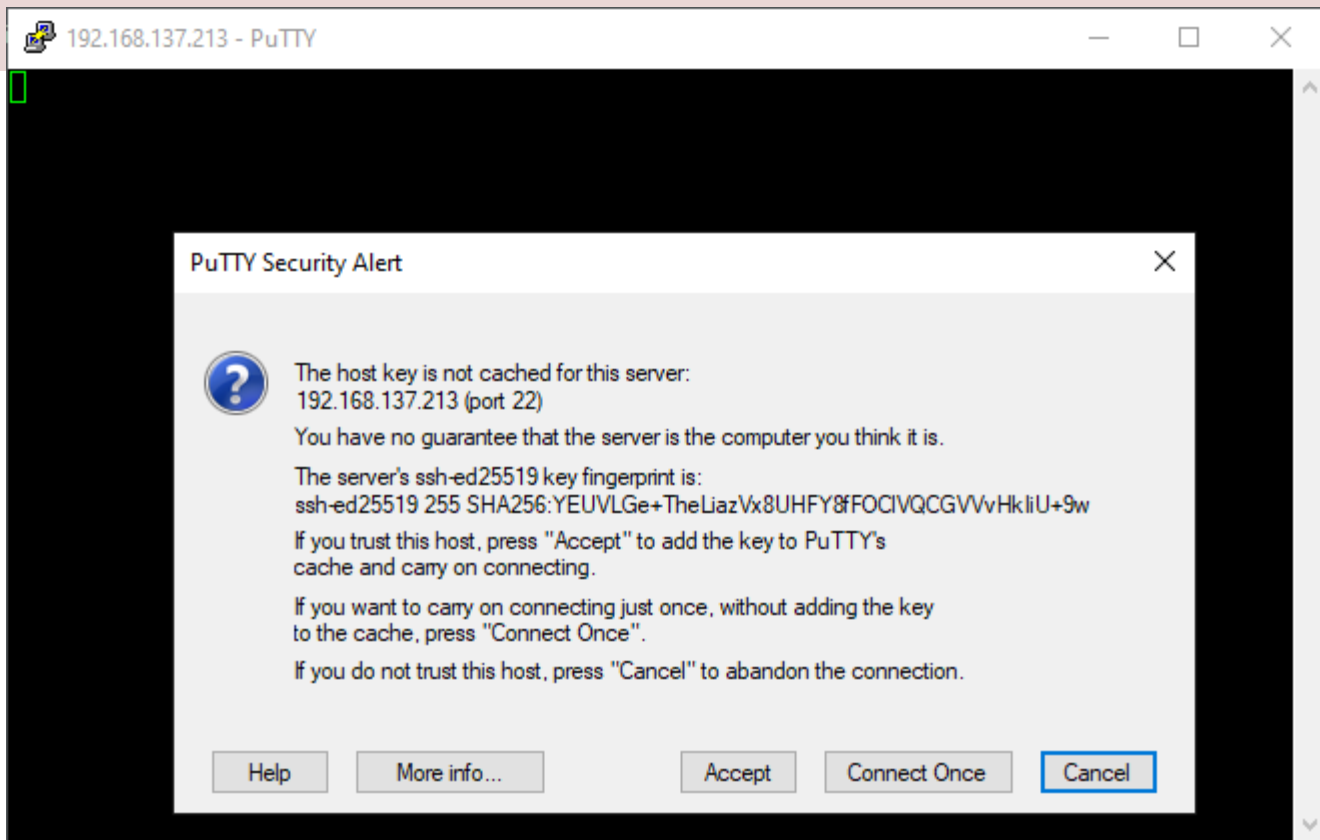 192.168.137.213 - PuTTY
PuTTY Security Alert
The host key is not cached for this server:
192.168.137.213 (port 22)
You have no guarantee that the server is the computer you think it is.
The server's ssh-ed25519 key fingerprint is:
ssh-ed25519 255 SHA256:YEUVLGe+TheLiazVx8UHFY8fFOClVQCGVVvHkIiU+9w
If you trust this host, press "Accept" to add the key to PuTTY's
cache and carry on connecting.
If you want to carry on connecting just once, without adding the key
to the cache, press "Connect Once".
If you do not trust this host, press "Cancel" to abandon the connection.
Help
More info...
Accept
Connect Once
Cancel